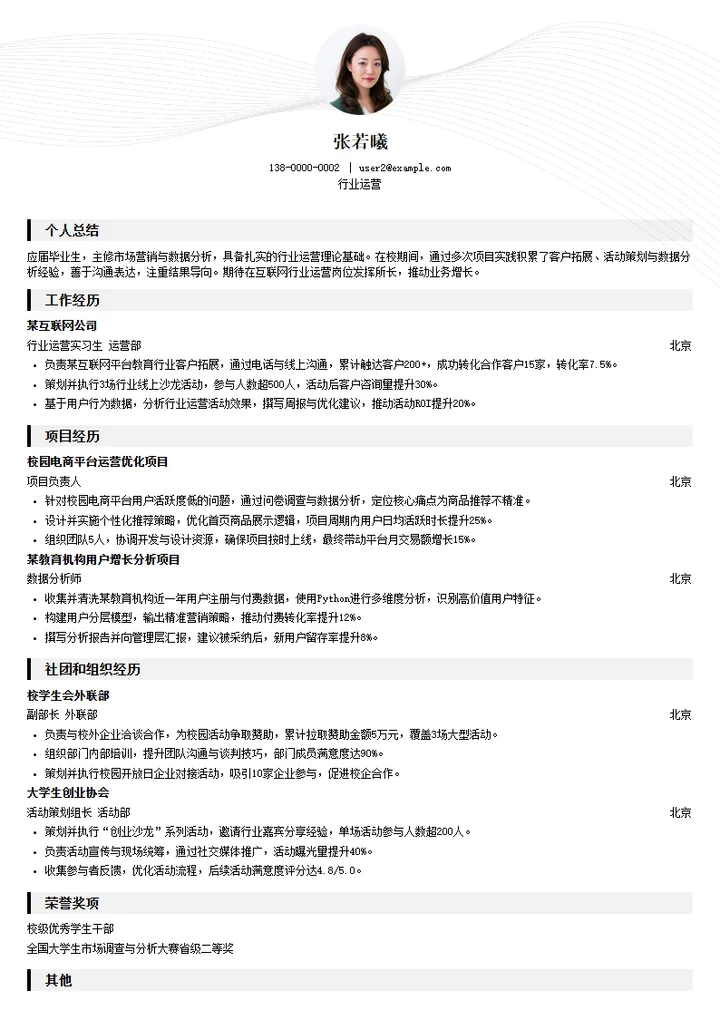 张若曦
138-0000-0002 | user2@example.com
行业运营
个人总结
应届毕业生，主修市场营销与数据分析，具备扎实的行业运营理论基础。在校期间，通过多次项目实践积累了客户拓展、活动策划与数据分
析经验，善于沟通表达，注重结果导向。期待在互联网行业运营岗位发挥所长，推动业务增长。
工作经历
某互联网公司
行业运营实习生 运营部 北京
• 负责某互联网平台教育行业客户拓展，通过电话与线上沟通，累计触达客户200+，成功转化合作客户15家，转化率7.5%。
• 策划并执行3场行业线上沙龙活动，参与人数超500人，活动后客户咨询量提升30%。
• 基于用户行为数据，分析行业运营活动效果，撰写周报与优化建议，推动活动ROI提升20%。
项目经历
校园电商平台运营优化项目
项目负责人 北京
• 针对校园电商平台用户活跃度低的问题，通过问卷调查与数据分析，定位核心痛点为商品推荐不精准。
• 设计并实施个性化推荐策略，优化首页商品展示逻辑，项目周期内用户日均活跃时长提升25%。
• 组织团队5人，协调开发与设计资源，确保项目按时上线，最终带动平台月交易额增长15%。
某教育机构用户增长分析项目
数据分析师 北京
• 收集并清洗某教育机构近一年用户注册与付费数据，使用Python进行多维度分析，识别高价值用户特征。
• 构建用户分层模型，输出精准营销策略，推动付费转化率提升12%。
• 撰写分析报告并向管理层汇报，建议被采纳后，新用户留存率提升8%。
社团和组织经历
校学生会外联部
副部长 外联部 北京
• 负责与校外企业洽谈合作，为校园活动争取赞助，累计拉取赞助金额5万元，覆盖3场大型活动。
• 组织部门内部培训，提升团队沟通与谈判技巧，部门成员满意度达90%。
• 策划并执行校园开放日企业对接活动，吸引10家企业参与，促进校企合作。
大学生创业协会
活动策划组长 活动部 北京
• 策划并执行“创业沙龙”系列活动，邀请行业嘉宾分享经验，单场活动参与人数超200人。
• 负责活动宣传与现场统筹，通过社交媒体推广，活动曝光量提升40%。
• 收集参与者反馈，优化活动流程，后续活动满意度评分达4.8/5.0。
荣誉奖项
校级优秀学生干部
全国大学生市场调查与分析大赛省级二等奖
其他